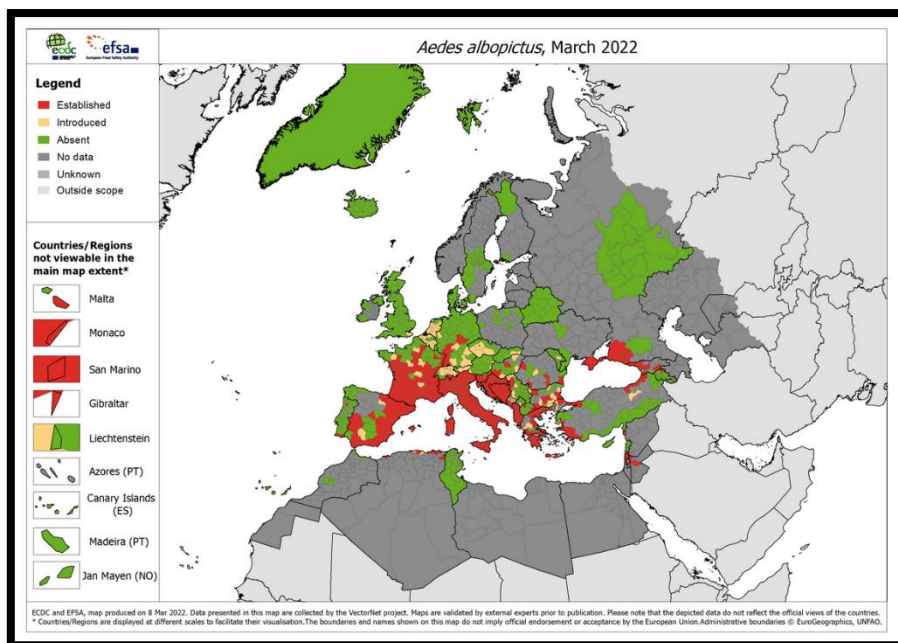 ecdc
efsa
European Food Safety Authority
Aedes albopictus, March 2022
Legend
Established
Introduced
Absent
No data
Unknown
Outside scope
Countries/Regions
not viewable in the
main map extent*
Malta
Monaco
San Marino
Gibraltar
Liechtenstein
Azores (PT)
Canary Islands
(ES)
Madeira (PT)
Jan Mayen (NO)
ECDC and EFSA, map produced on 8 Mar 2022. Data presented in this map are collected by the VectorNet project. Maps are validated by external experts prior to publication. Please note that the depicted data do not reflect the official views of the countries.
* Countries/Regions are displayed at different scales to facilitate their visualisation.The boundaries and names shown on this map do not imply official endorsement or acceptance by the European Union.Administrative boundaries © EuroGeographics, UNFAO.